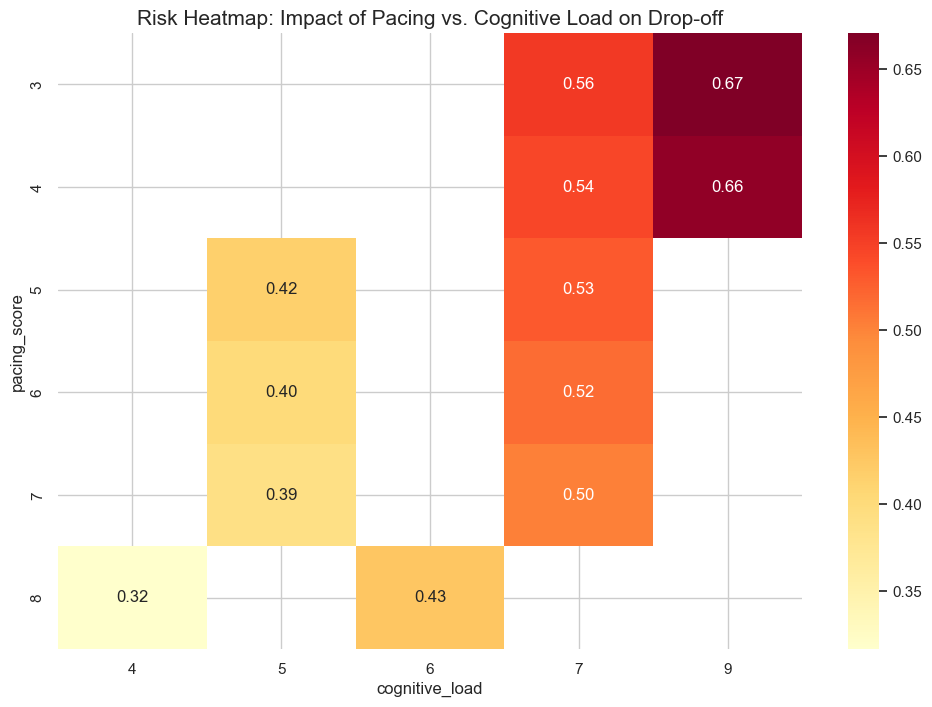 Risk Heatmap: Impact of Pacing vs. Cognitive Load on Drop-off
3 0.56 0.67 0.65
4 0.54 0.66 0.60
0.55
5 0.42 0.53
0.50
pacing_score
6 0.40 0.52 0.45
7 0.39 0.50 0.40
8 0.32 0.43 0.35
4 5 6 7 9
cognitive_load